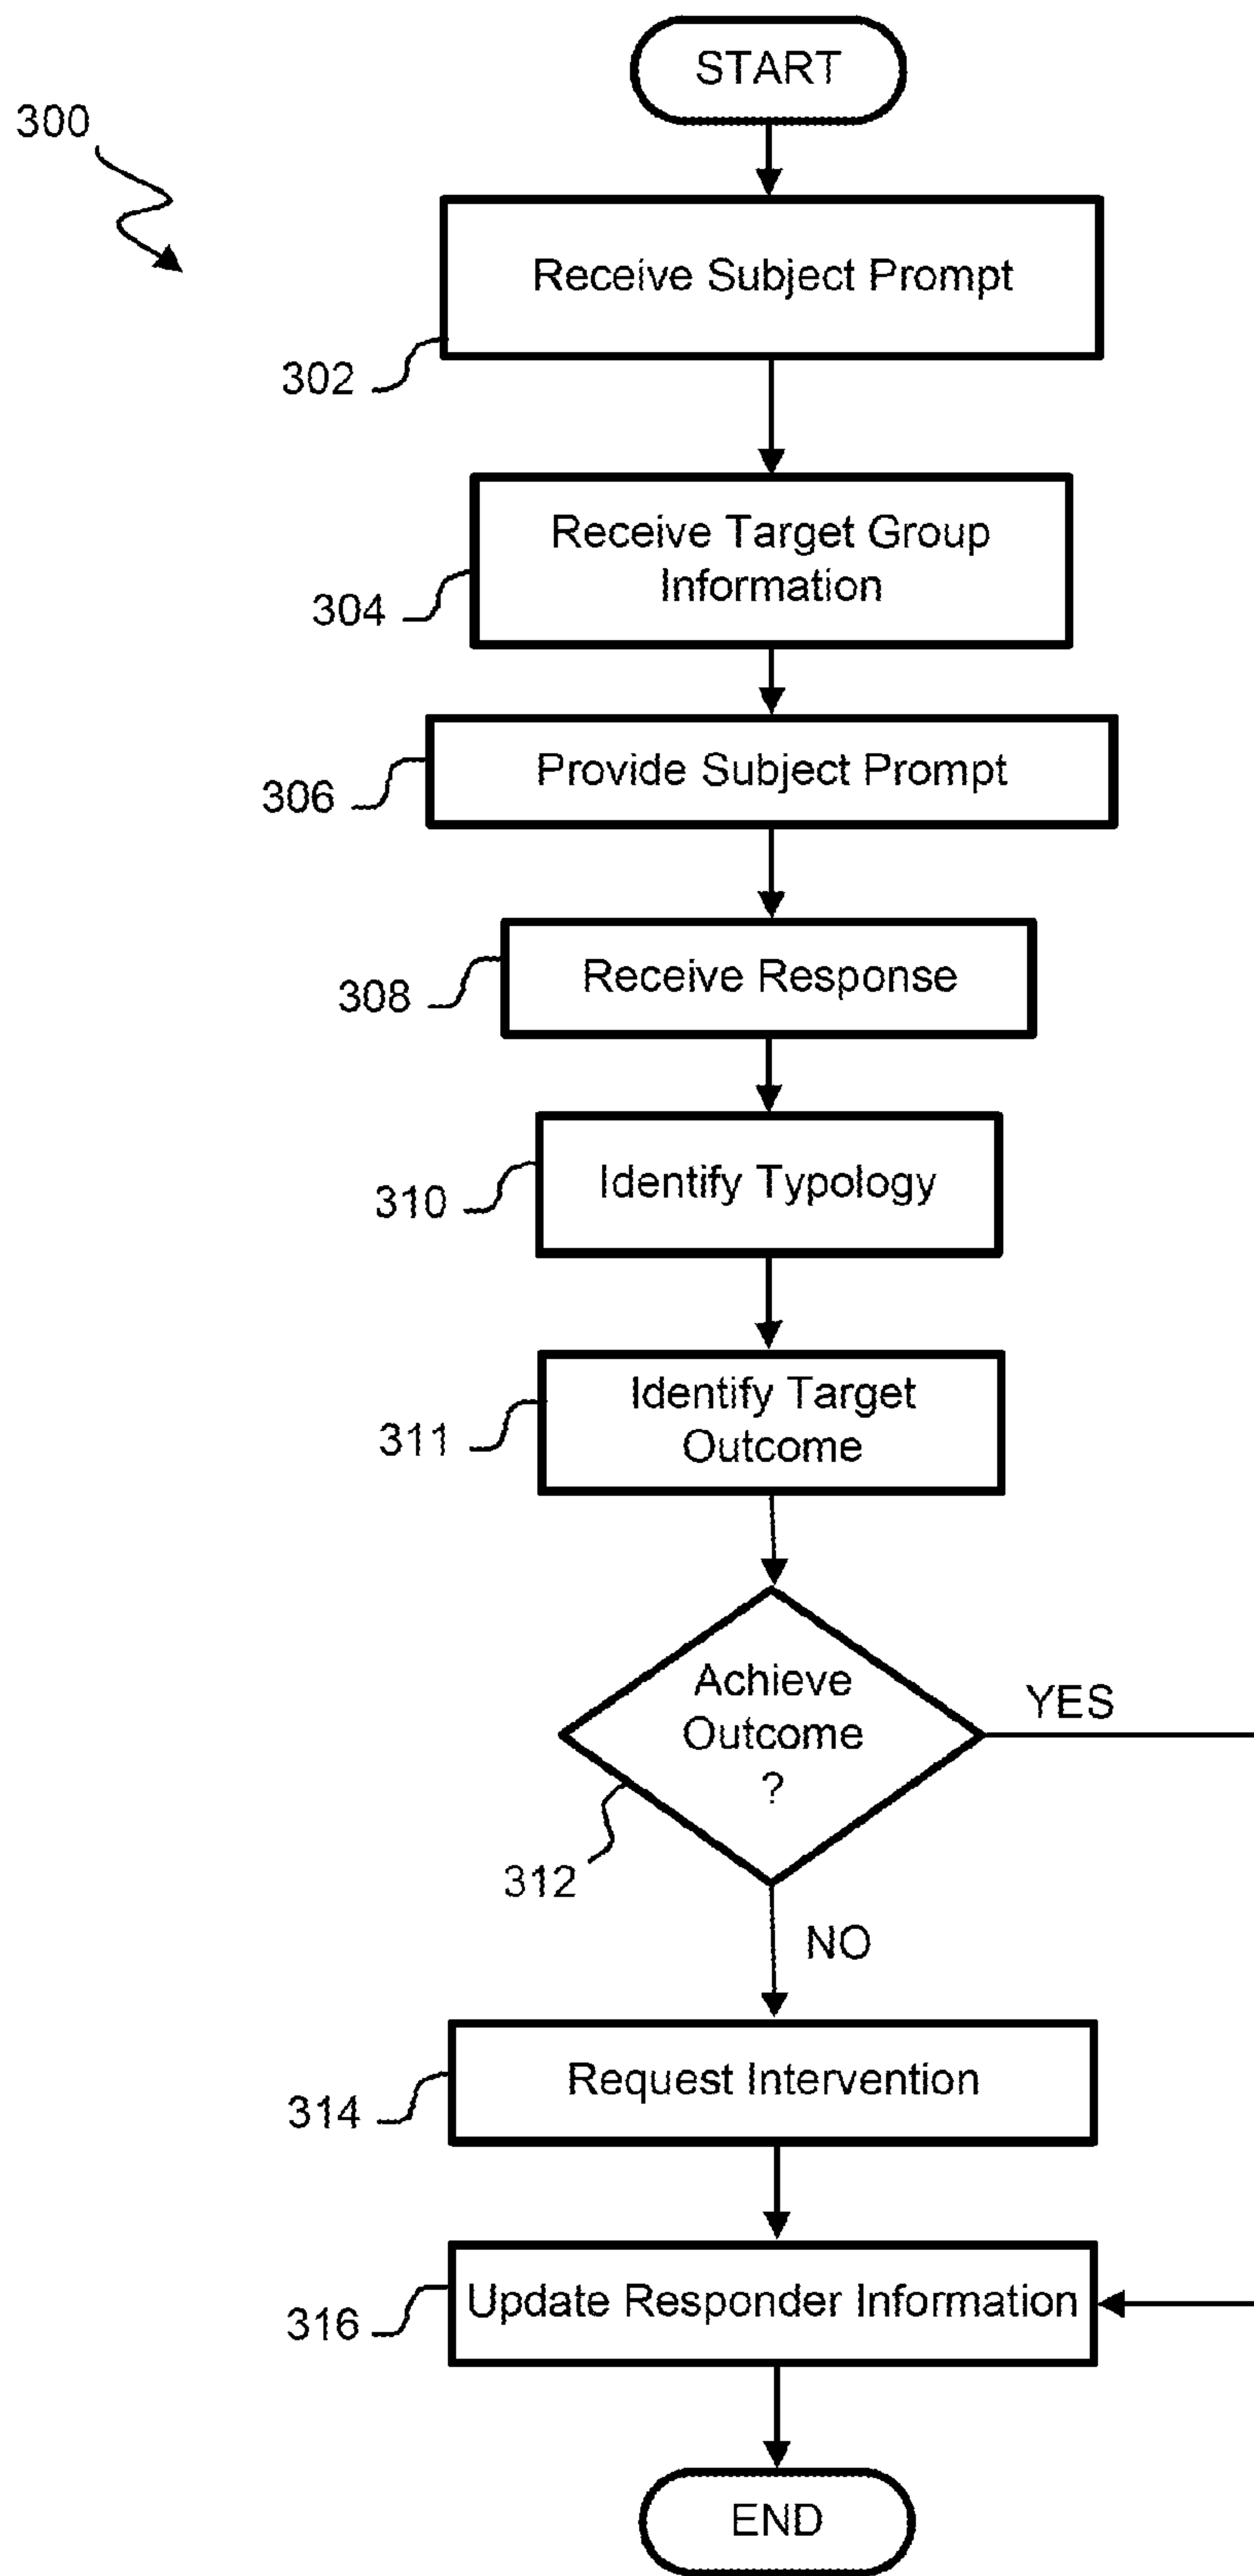 START
300
Receive Subject Prompt
302
Receive Target Group
Information
304
Provide Subject Prompt
306
Receive Response
308
Identify Typology
310
Identify Target
Outcome
311
Achieve
Outcome
?
YES
312
NO
Request Intervention
314
Update Responder Information
316
END